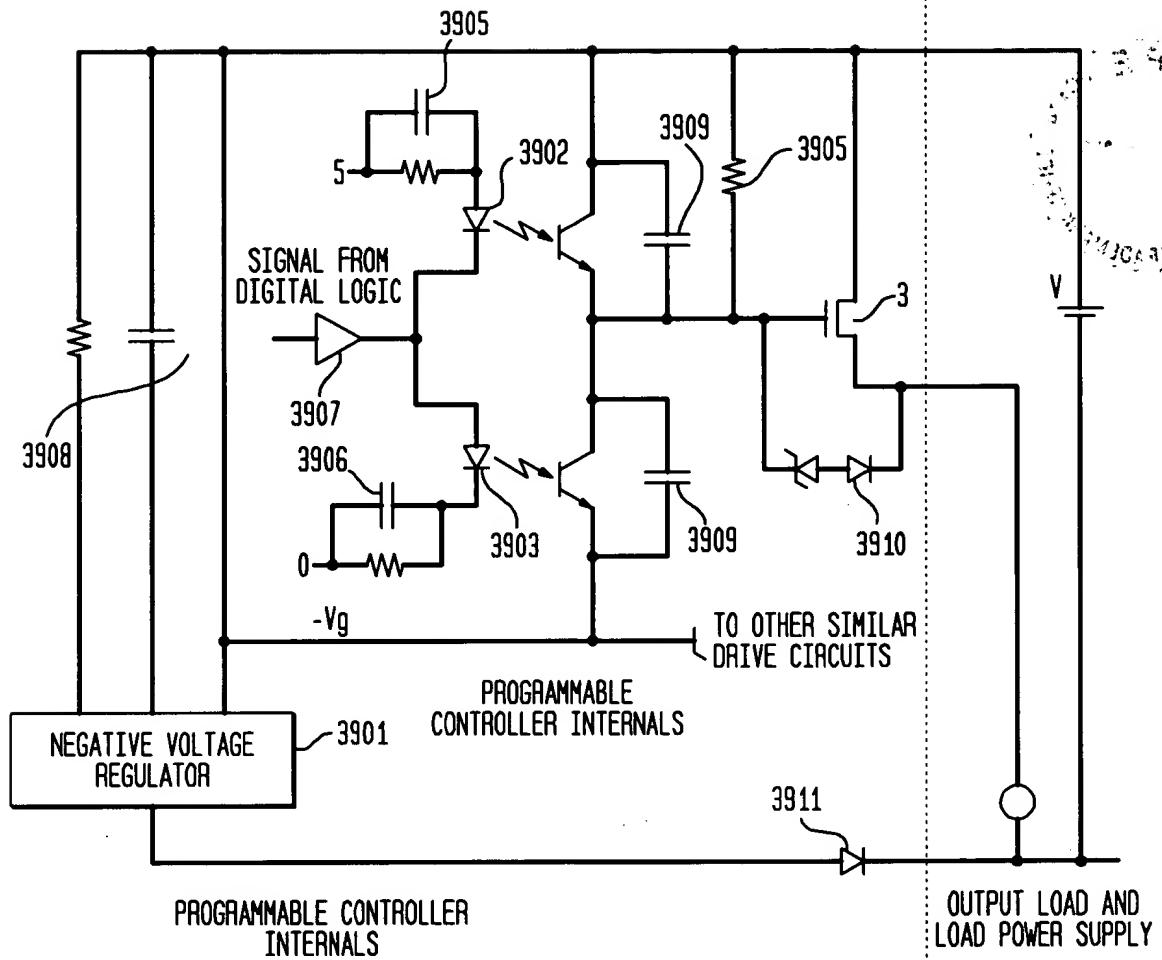 3905
3909
3902
3905
5
SIGNAL FROM
DIGITAL LOGIC
V
3
3907
3908
3906
3903
3909
3910
0
-Vg
TO OTHER SIMILAR
DRIVE CIRCUITS
PROGRAMMABLE
CONTROLLER INTERNALS
NEGATIVE VOLTAGE
REGULATOR
3901
3911
PROGRAMMABLE CONTROLLER
INTERNALS
OUTPUT LOAD AND
LOAD POWER SUPPLY